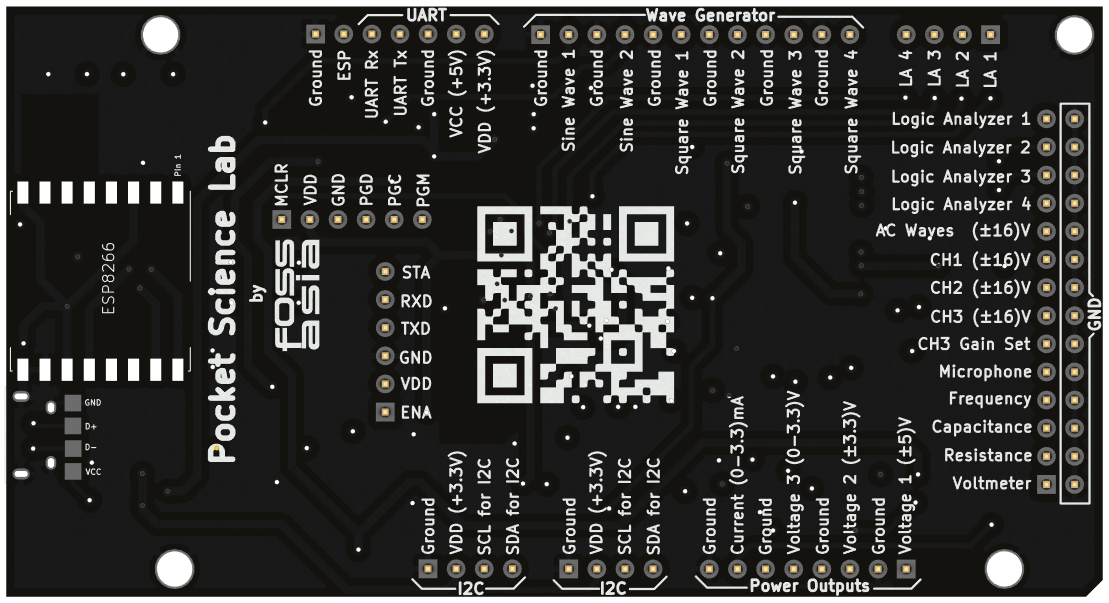 UART
Ground
ESP
UART Rx
UART Tx
Ground
VCC (+5V)
VDD (+3.3V)
Wave Generator
Ground
Sine Wave 1
Ground
Sine Wave 2
Ground
Square Wave 1
Ground
Square Wave 2
Ground
Square Wave 3
Ground
Square Wave 4
LA 4
LA 3
LA 2
LA 1
Logic Analyzer 1
Logic Analyzer 2
Logic Analyzer 3
Logic Analyzer 4
AC Wayes (±16)V
CH1 (±16)V
CH2 (±16)V
CH3 (±16)V
CH3 Gain Set
Microphone
Frequency
Capacitance
Resistance
Voltmeter
GND
Pin 1
ESP8266
Pocket Science Lab
by
FOSS
asia
MCLR
VDD
GND
PGD
PGC
PGM
STA
RXD
TXD
GND
VDD
ENA
GND
D+
D-
VCC
Ground
VDD (+3.3V)
SCL for I2C
SDA for I2C
I2C
Ground
VDD (+3.3V)
SCL for I2C
SDA for I2C
I2C
Ground
Current (0-3.3)mA
Ground
Voltage 3 (0-3.3)V
Ground
Voltage 2 (±3.3)V
Ground
Voltage 1 (±5)V
Power Outputs